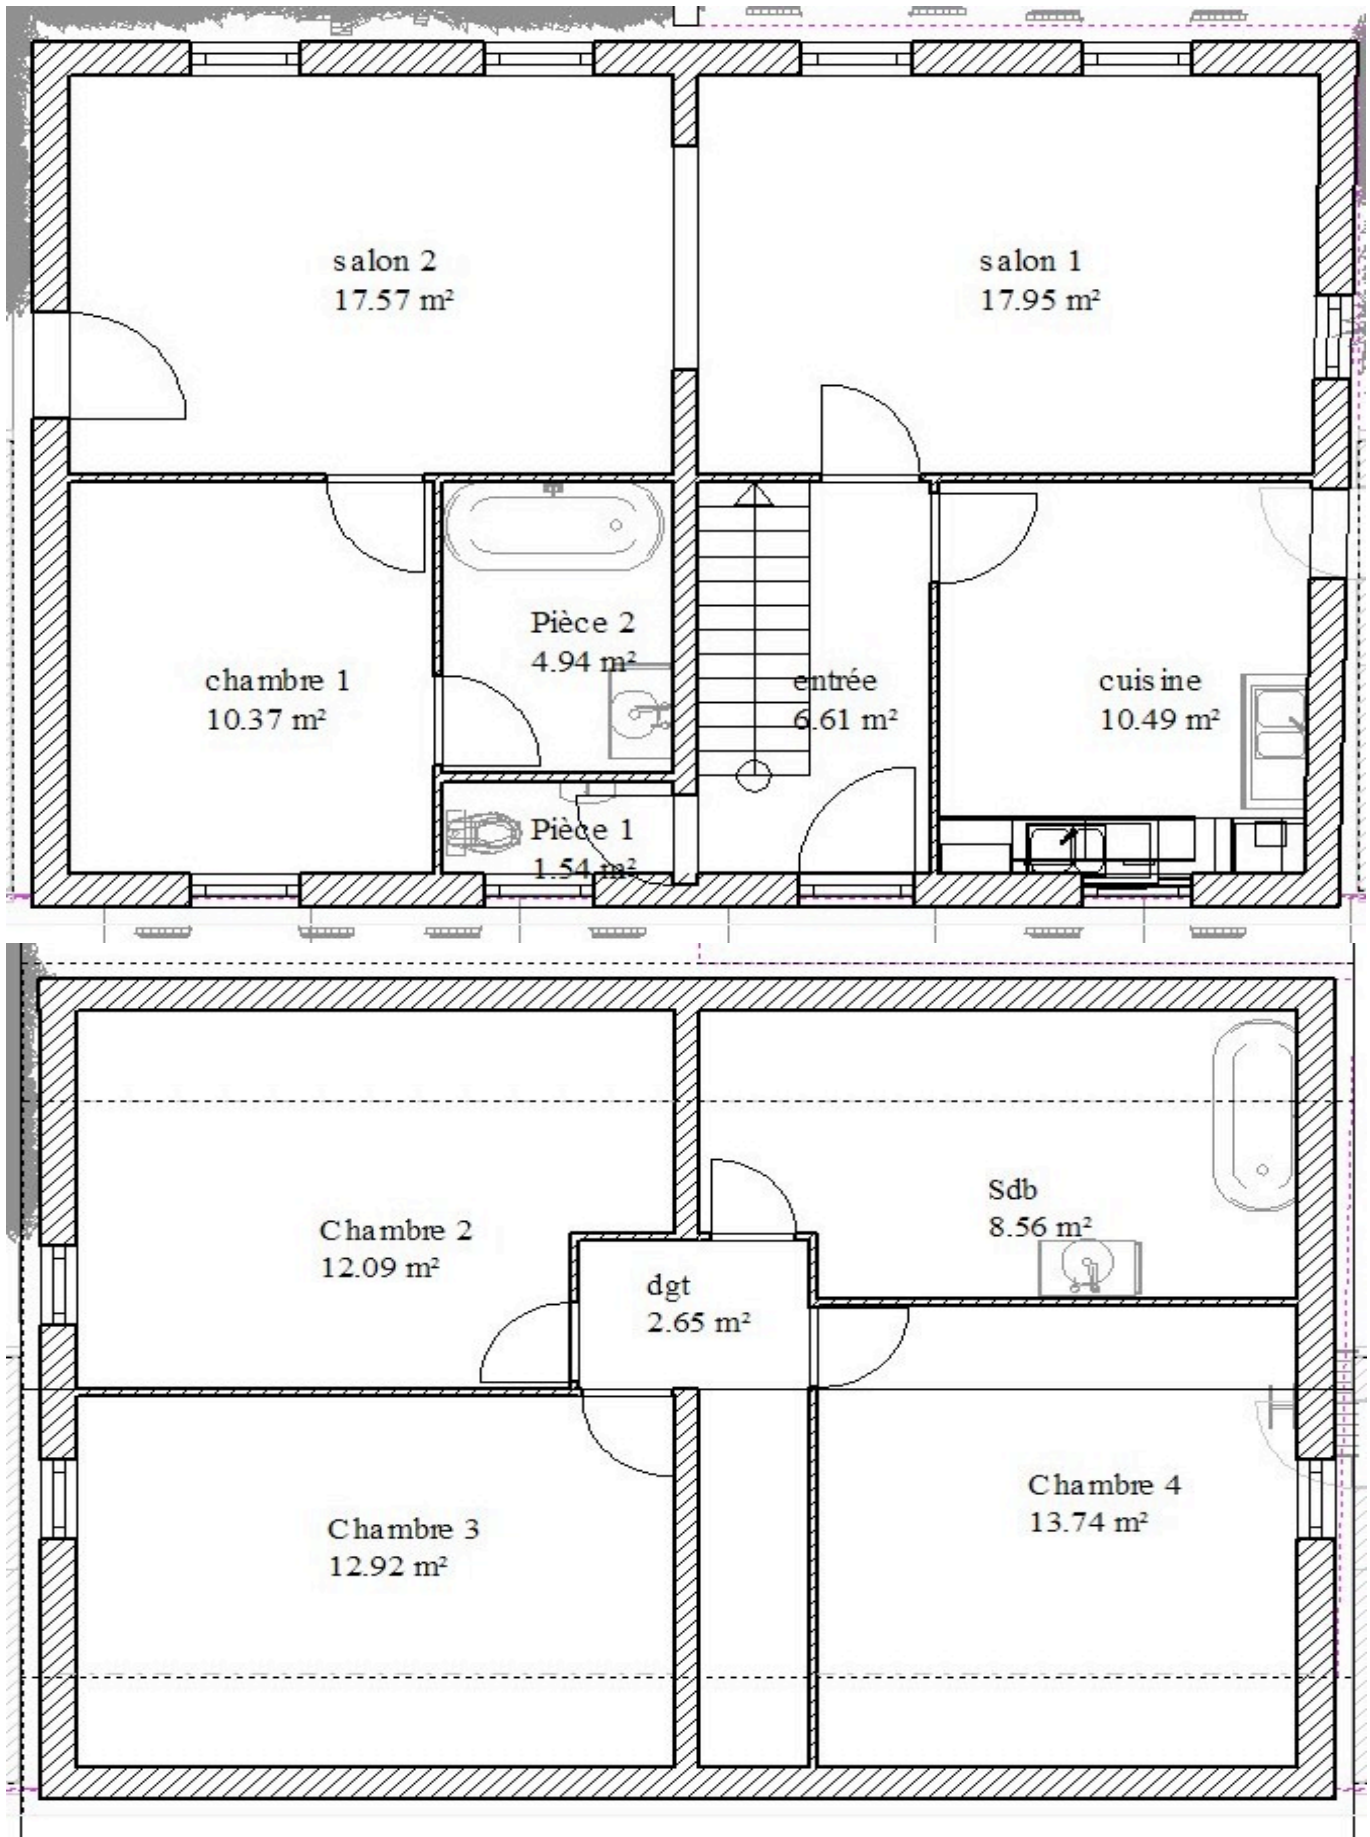 salon 2
17.57 m²
salon 1
17.95 m²
Pièce 2
4.94 m²
chambre 1
10.37 m²
entrée
6.61 m²
cuisine
10.49 m²
Pièce 1
1.54 m²
Sdb
8.56 m²
Chambre 2
12.09 m²
dgt
2.65 m²
Chambre 4
13.74 m²
Chambre 3
12.92 m²